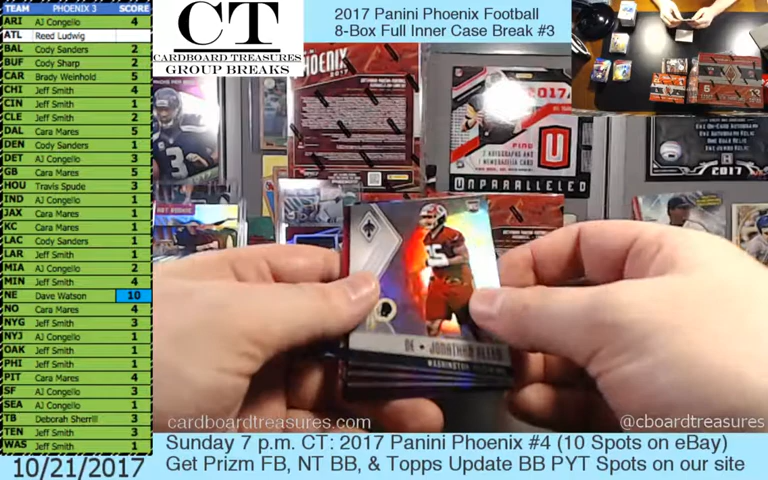 TEAM PHOENIX 3 SCORE
ARI AJ Congello 4
ATL Reed Ludwig
BAL Cody Sanders 2
BUF Cody Sharp 2
CAR Brady Weinhold 5
CHI Jeff Smith 4
CIN Jeff Smith 1
CLE Jeff Smith 2
DAL Cara Mares 5
DEN Cody Sanders 1
DET AJ Congello 3
GB Cara Mares 5
HOU Travis Spude 3
IND AJ Congello 1
JAX Cara Mares 1
KC Cara Mares 1
LAC Cody Sanders 1
LAR Jeff Smith 1
MIA AJ Congello 2
MIN Jeff Smith 4
NE Dave Watson 10
NO Cara Mares 4
NYG Jeff Smith 3
NYJ AJ Congello 1
OAK Jeff Smith 1
PHI Jeff Smith 1
PIT Cara Mares 4
SF AJ Congello 3
SEA AJ Congello 1
TB Deborah Sherrill 3
TEN Jeff Smith 3
WAS Jeff Smith 1
10/21/2017
CT
CARDBOARD TREASURES
GROUP BREAKS
2017 Panini Phoenix Football
8-Box Full Inner Case Break #3
PHOENIX
2017
HOT ROOKIE
2017
U
UNPARALLELED
2017
DE • JONATHAN ALLEN
WASHINGTON
cardboardtreasures.com
@cboardtreasures
Sunday 7 p.m. CT: 2017 Panini Phoenix #4 (10 Spots on eBay)
Get Prizm FB, NT BB, & Topps Update BB PYT Spots on our site